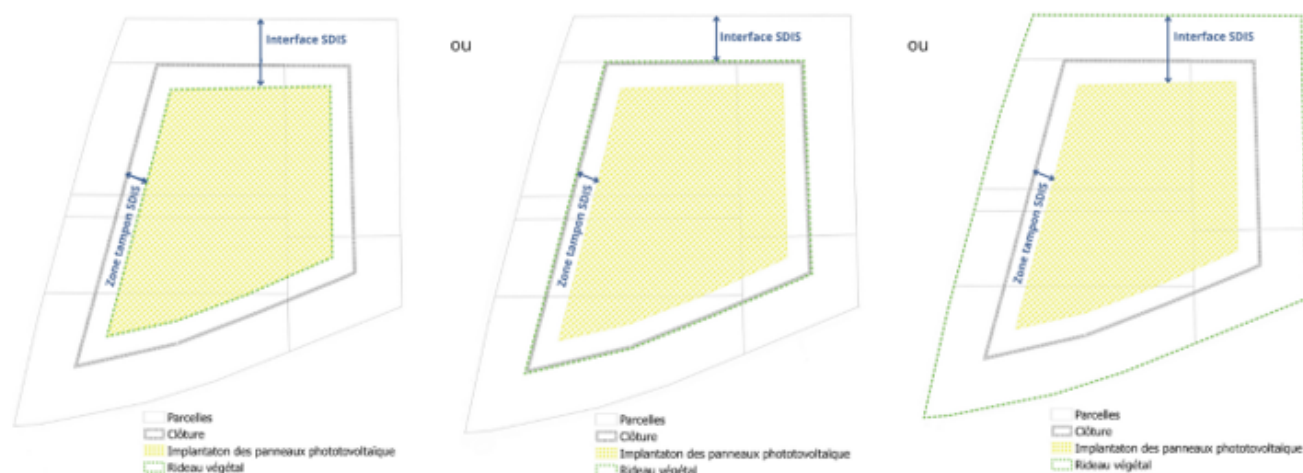 Interface SDIS
Zone tampon SDIS
Parcelles
Clôture
Implantaton des panneaux phototovoltaïque
Rideau végétal
ou
Interface SDIS
Zone tampon SDIS
Parcelles
Clôture
Implantaton des panneaux phototovoltaïque
Rideau végétal
ou
Interface SDIS
Zone tampon SDIS
Parcelles
Clôture
Implantaton des panneaux phototovoltaïque
Rideau végétal